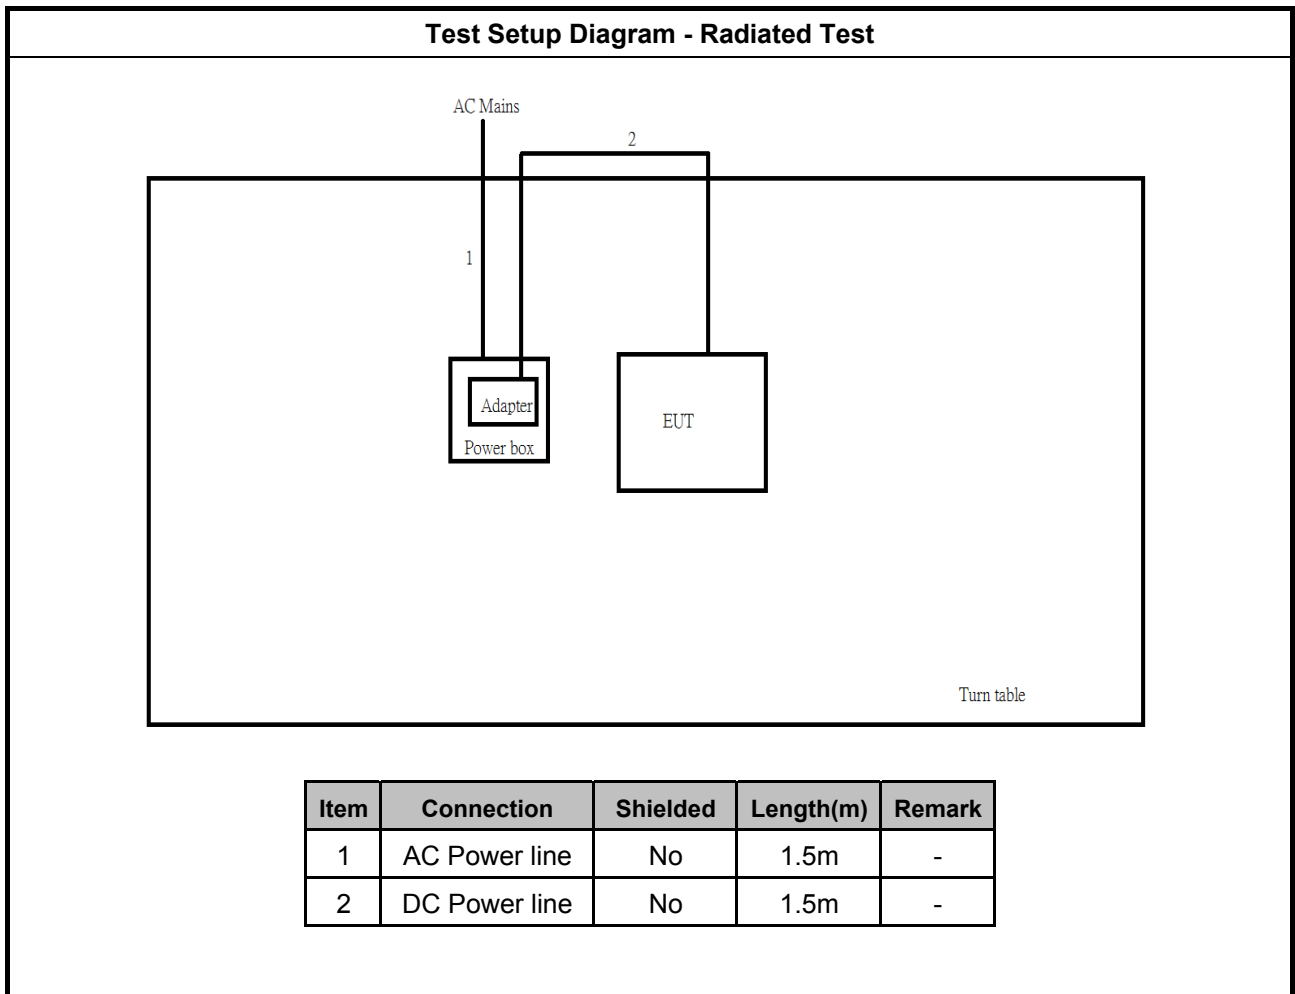 Test Setup Diagram - Radiated Test
AC Mains
2
1
Adapter
Power box
EUT
Turn table
Item Connection Shielded Length(m) Remark
1 AC Power line No 1.5m -
2 DC Power line No 1.5m -